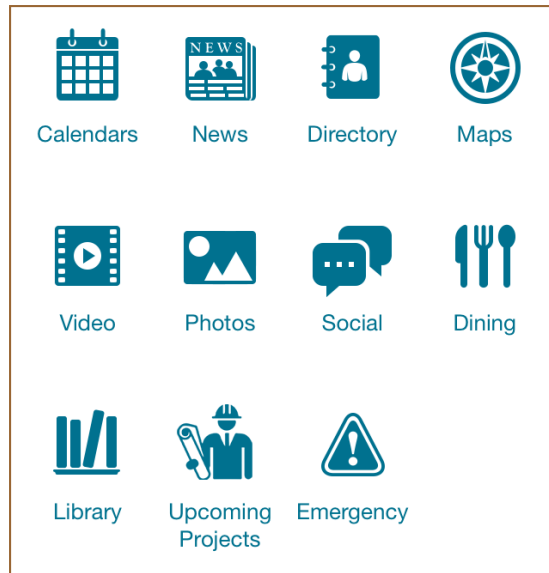 NEWS
Calendars News Directory Maps
Video Photos Social Dining
Library Upcoming Emergency
Projects